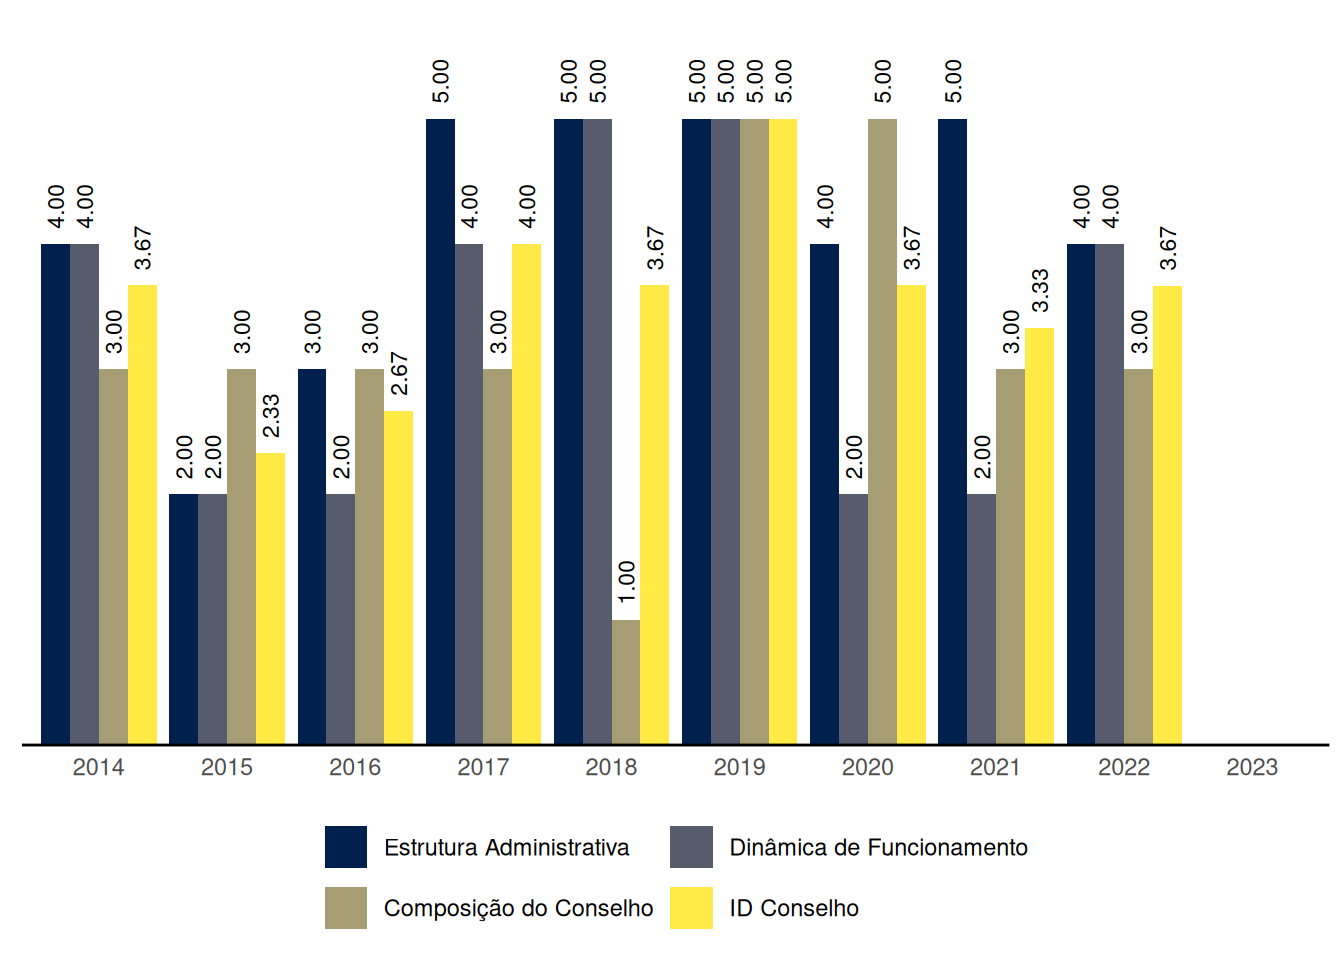 4.00 4.00 3.00 3.67
2.00 2.00 3.00 2.33
3.00 2.00 3.00 2.67
5.00 4.00 3.00 4.00
5.00 5.00 1.00 3.67
5.00 5.00 5.00 5.00
4.00 2.00 5.00 3.67
5.00 2.00 3.00 3.33
4.00 4.00 3.00 3.67
2014 2015 2016 2017 2018 2019 2020 2021 2022 2023
Estrutura Administrativa Dinâmica de Funcionamento
Composição do Conselho ID Conselho